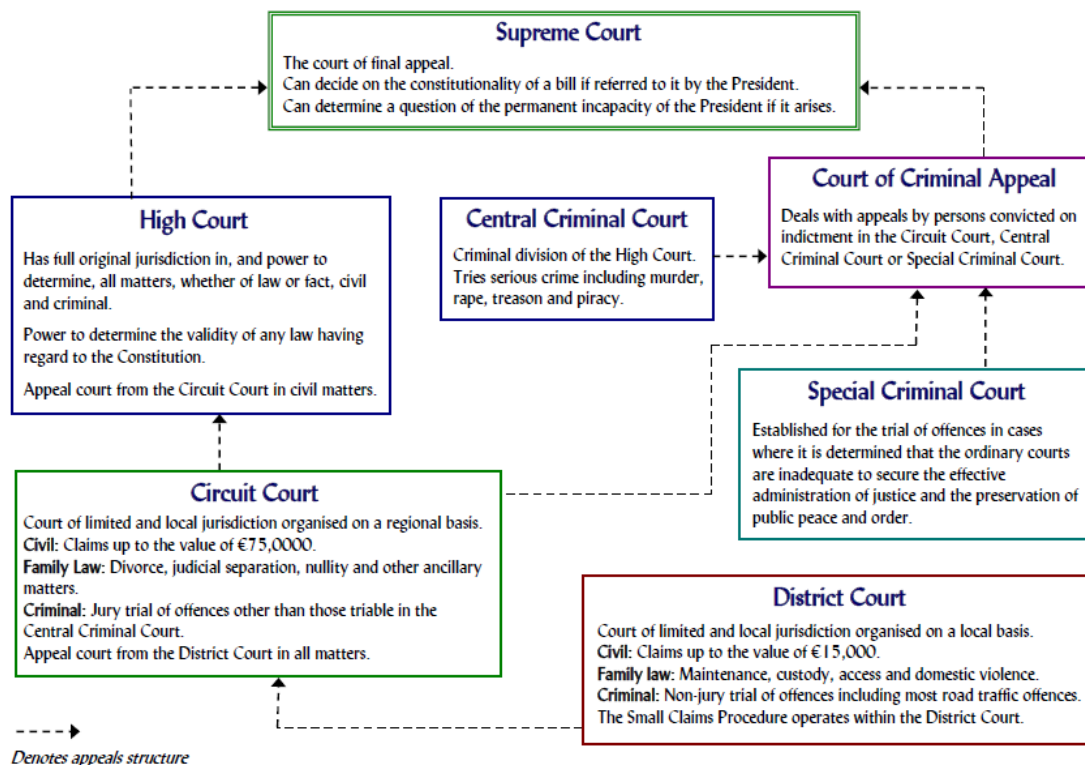 Supreme Court
The court of final appeal.
Can decide on the constitutionality of a bill if referred to it by the President.
Can determine a question of the permanent incapacity of the President if it arises.
Court of Criminal Appeal
Deals with appeals by persons convicted on
indictment in the Circuit Court, Central
Criminal Court or Special Criminal Court.
High Court
Has full original jurisdiction in, and power to
determine, all matters, whether of law or fact, civil
and criminal.
Power to determine the validity of any law having
regard to the Constitution.
Appeal court from the Circuit Court in civil matters.
Central Criminal Court
Criminal division of the High Court.
Tries serious crime including murder,
rape, treason and piracy.
Special Criminal Court
Established for the trial of offences in cases
where it is determined that the ordinary courts
are inadequate to secure the effective
administration of justice and the preservation of
public peace and order.
Circuit Court
Court of limited and local jurisdiction organised on a regional basis.
Civil: Claims up to the value of €75,0000.
Family Law: Divorce, judicial separation, nullity and other ancillary
matters.
Criminal: Jury trial of offences other than those triable in the
Central Criminal Court.
Appeal court from the District Court in all matters.
District Court
Court of limited and local jurisdiction organised on a local basis.
Civil: Claims up to the value of €15,000.
Family law: Maintenance, custody, access and domestic violence.
Criminal: Non-jury trial of offences including most road traffic offences.
The Small Claims Procedure operates within the District Court.
Denotes appeals structure